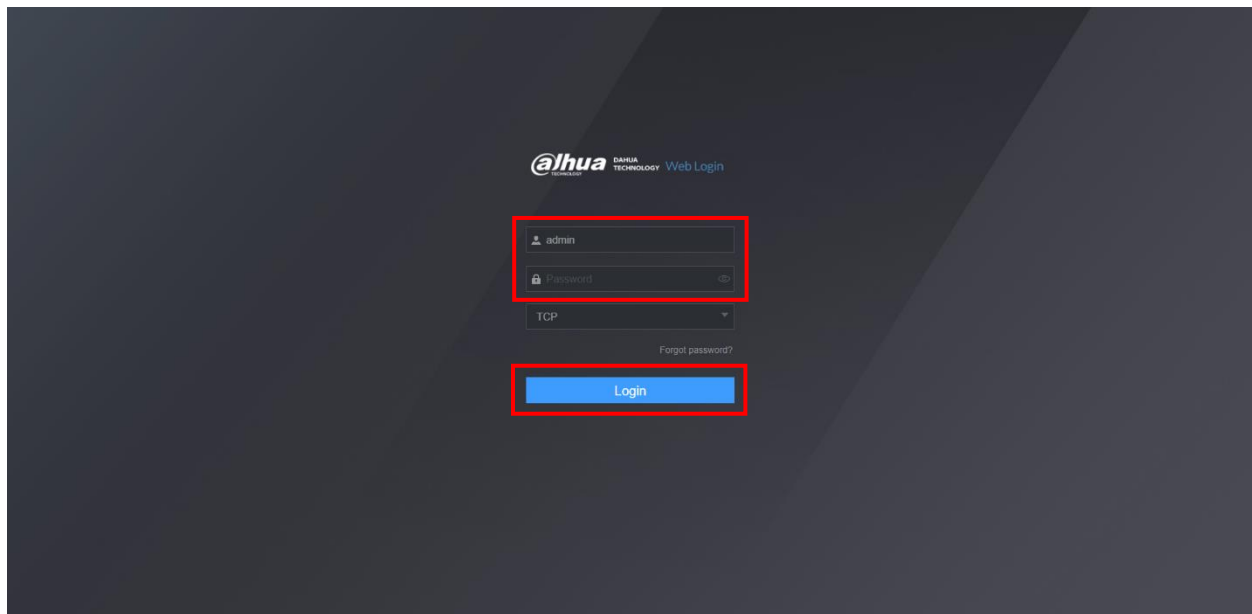 alhua DAHUA TECHNOLOGY Web Login
TECHNOLOGY
admin
Password
TCP
Forgot password?
Login